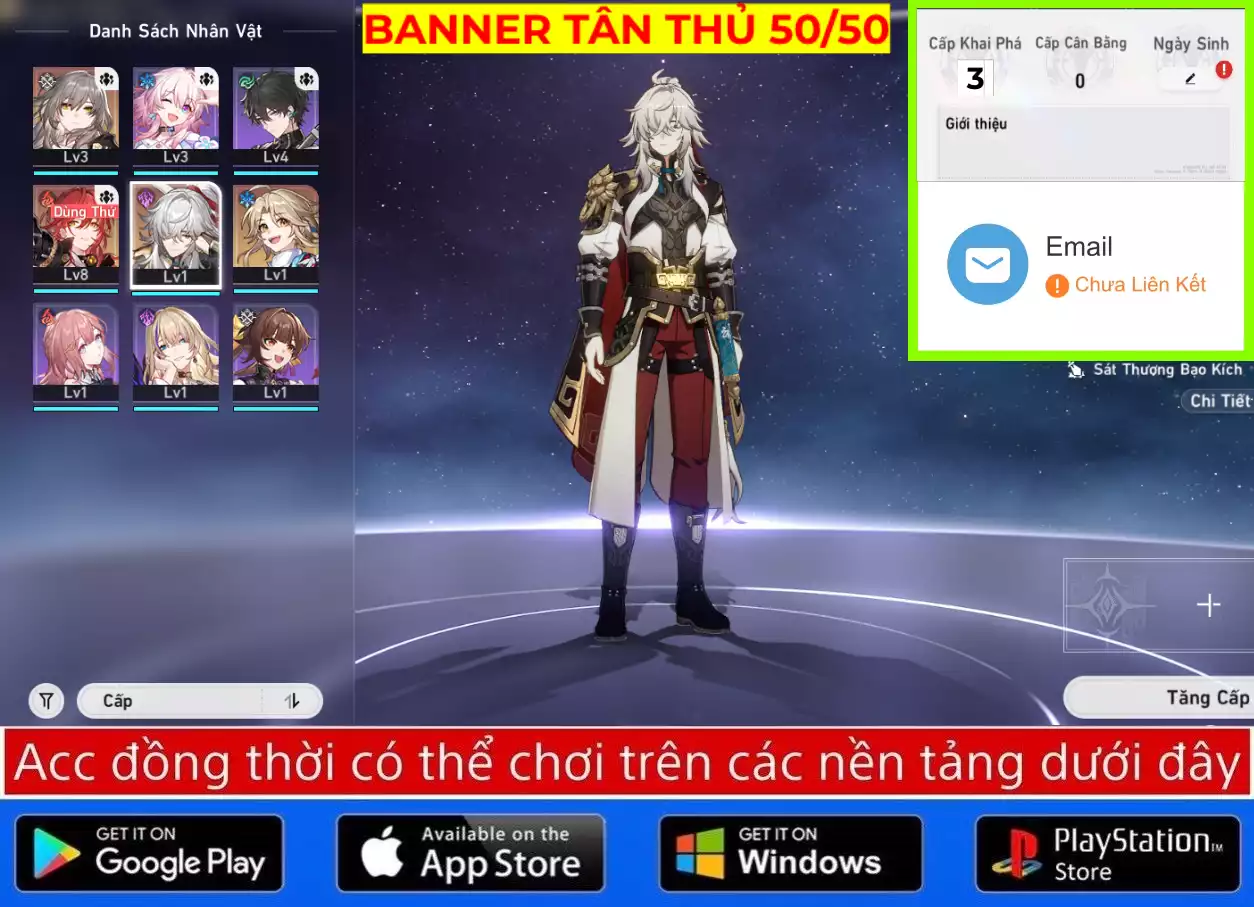 Danh Sách Nhân Vật
BANNER TÂN THỦ 50/50
Cấp Khai Phá
Cấp Cân Bằng
Ngày Sinh
3
0
Giới thiệu
Lv3
Lv3
Lv4
Dùng Thử
Lv8
Lv1
Lv1
Lv1
Lv1
Lv1
Email
Chưa Liên Kết
Sát Thượng Bạo Kích
Chi Tiết
Cấp
Tăng Cấp
Acc đồng thời có thể chơi trên các nền tảng dưới đây
GET IT ON
Google Play
Available on the
App Store
GET IT ON
Windows
PlayStation™
Store